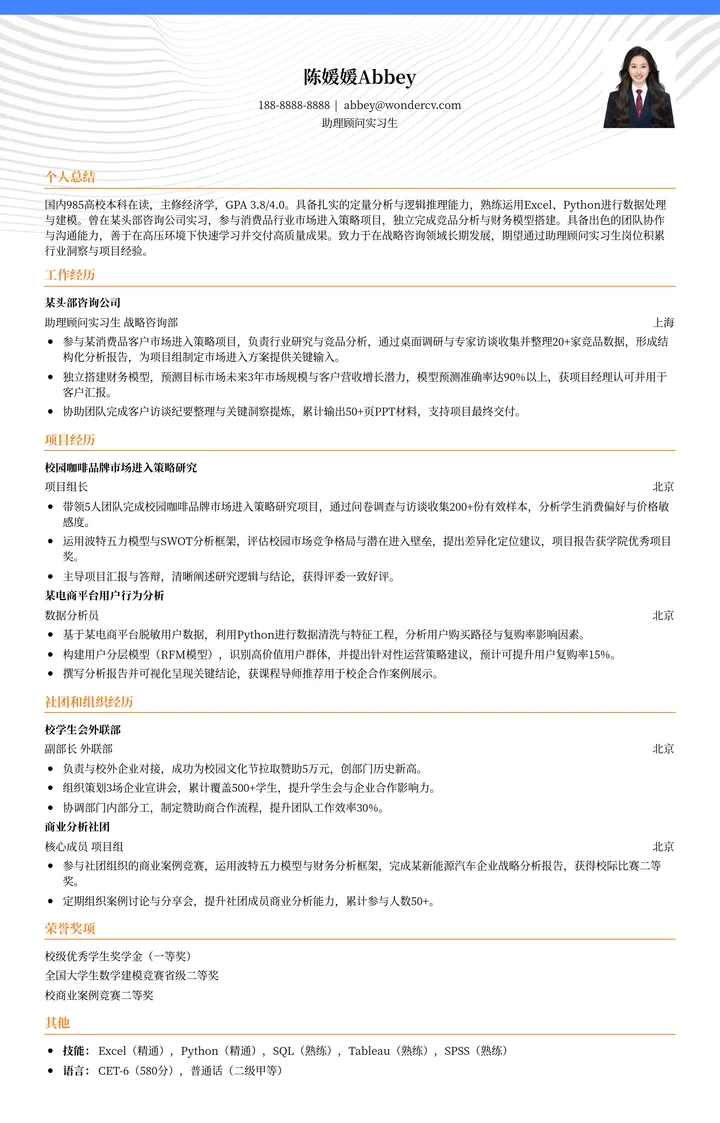 陈媛媛Abbey
188-8888-8888 | abbey@wondercv.com
助理顾问实习生
个人总结
国内985高校本科在读，主修经济学，GPA 3.8/4.0。具备扎实的定量分析与逻辑推理能力，熟练运用Excel、Python进行数据处理
与建模。曾在某头部咨询公司实习，参与消费品行业市场进入策略项目，独立完成竞品分析与财务模型搭建。具备出色的团队协作
与沟通能力，善于在高压环境下快速学习并交付高质量成果。致力于在战略咨询领域长期发展，期望通过助理顾问实习生岗位积累
行业洞察与项目经验。
工作经历
某头部咨询公司
助理顾问实习生 战略咨询部 上海
• 参与某消费品客户市场进入策略项目，负责行业研究与竞品分析，通过桌面调研与专家访谈收集并整理20+家竞品数据，形成结
构化分析报告，为项目组制定市场进入方案提供关键输入。
• 独立搭建财务模型，预测目标市场未来3年市场规模与客户营收增长潜力，模型预测准确率达90%以上，获项目经理认可并用于
客户汇报。
• 协助团队完成客户访谈纪要整理与关键洞察提炼，累计输出50+页PPT材料，支持项目最终交付。
项目经历
校园咖啡品牌市场进入策略研究
项目组长 北京
• 带领5人团队完成校园咖啡品牌市场进入策略研究项目，通过问卷调查与访谈收集200+份有效样本，分析学生消费偏好与价格敏
感度。
• 运用波特五力模型与SWOT分析框架，评估校园市场竞争格局与潜在进入壁垒，提出差异化定位建议，项目报告获学院优秀项目
奖。
• 主导项目汇报与答辩，清晰阐述研究逻辑与结论，获得评委一致好评。
某电商平台用户行为分析
数据分析员 北京
• 基于某电商平台脱敏用户数据，利用Python进行数据清洗与特征工程，分析用户购买路径与复购率影响因素。
• 构建用户分层模型（RFM模型），识别高价值用户群体，并提出针对性运营策略建议，预计可提升用户复购率15%。
• 撰写分析报告并可视化呈现关键结论，获课程导师推荐用于校企合作案例展示。
社团和组织经历
校学生会外联部
副部长 外联部 北京
• 负责与校外企业对接，成功为校园文化节拉取赞助5万元，创部门历史新高。
• 组织策划3场企业宣讲会，累计覆盖500+学生，提升学生会与企业合作影响力。
• 协调部门内部分工，制定赞助商合作流程，提升团队工作效率30%。
商业分析社团
核心成员 项目组 北京
• 参与社团组织的商业案例竞赛，运用波特五力模型与财务分析框架，完成某新能源汽车企业战略分析报告，获得校际比赛二等
奖。
• 定期组织案例讨论与分享会，提升社团成员商业分析能力，累计参与人数50+。
荣誉奖项
校级优秀学生奖学金（一等奖）
全国大学生数学建模竞赛省级二等奖
校商业案例竞赛二等奖
其他
• 技能： Excel（精通）, Python（精通）, SQL（熟练）, Tableau（熟练）, SPSS（熟练）
• 语言： CET-6（580分）, 普通话（二级甲等）